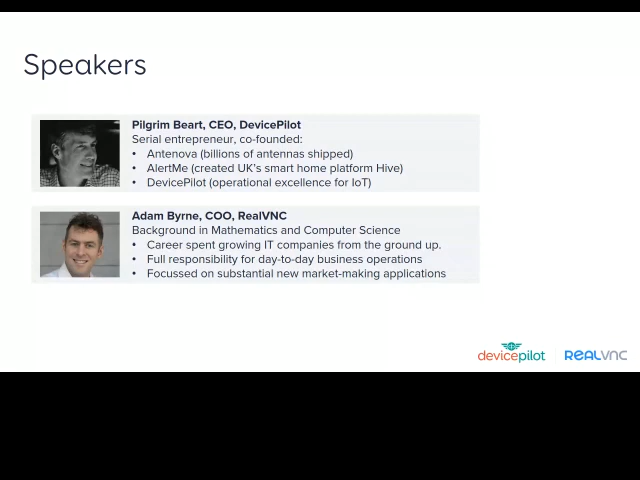 Speakers
Pilgrim Beart, CEO, DevicePilot
Serial entrepreneur, co-founded:
• Antenova (billions of antennas shipped)
• AlertMe (created UK's smart home platform Hive)
• DevicePilot (operational excellence for IoT)
Adam Byrne, COO, RealVNC
Background in Mathematics and Computer Science
• Career spent growing IT companies from the ground up.
• Full responsibility for day-to-day business operations
• Focussed on substantial new market-making applications
devicepilot
REALVNC